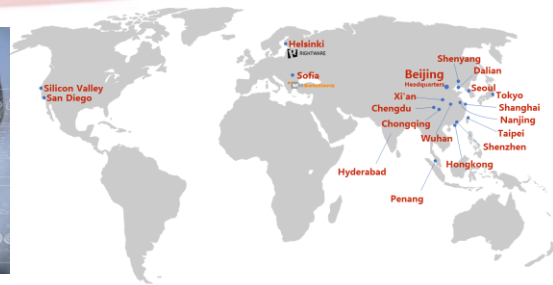 Helsinki
RIGHTWARE
Sofia
Silicon Valley
San Diego
Shenyang
Dalian
Beijing
Headquarters
Seoul
Tokyo
Xi'an
Shanghai
Chengdu
Nanjing
Chongqing
Taipei
Wuhan
Shenzhen
Hongkong
Hyderabad
Penang